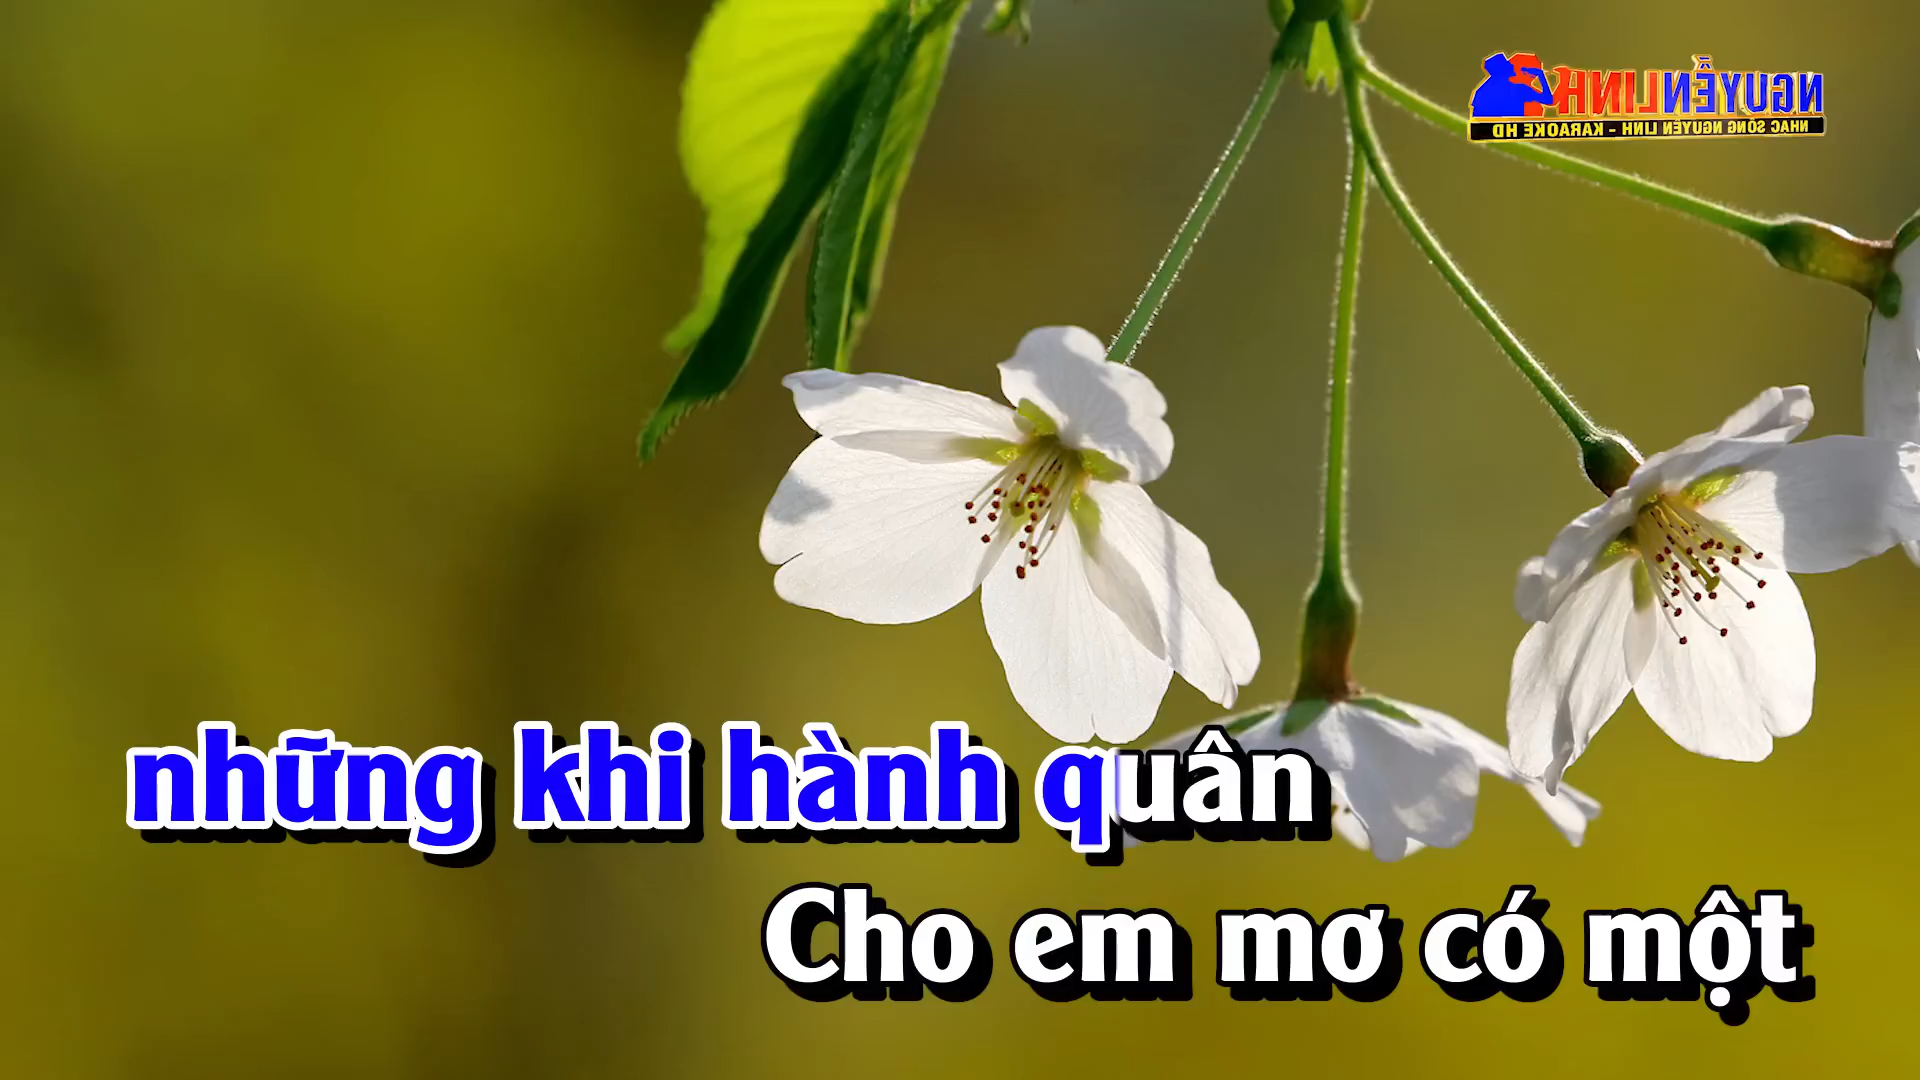 NGUYỄN LINH
NHẠC SỐNG NGUYỄN LINH - KARAOKE HD
những khi hành quân
Cho em mơ có một